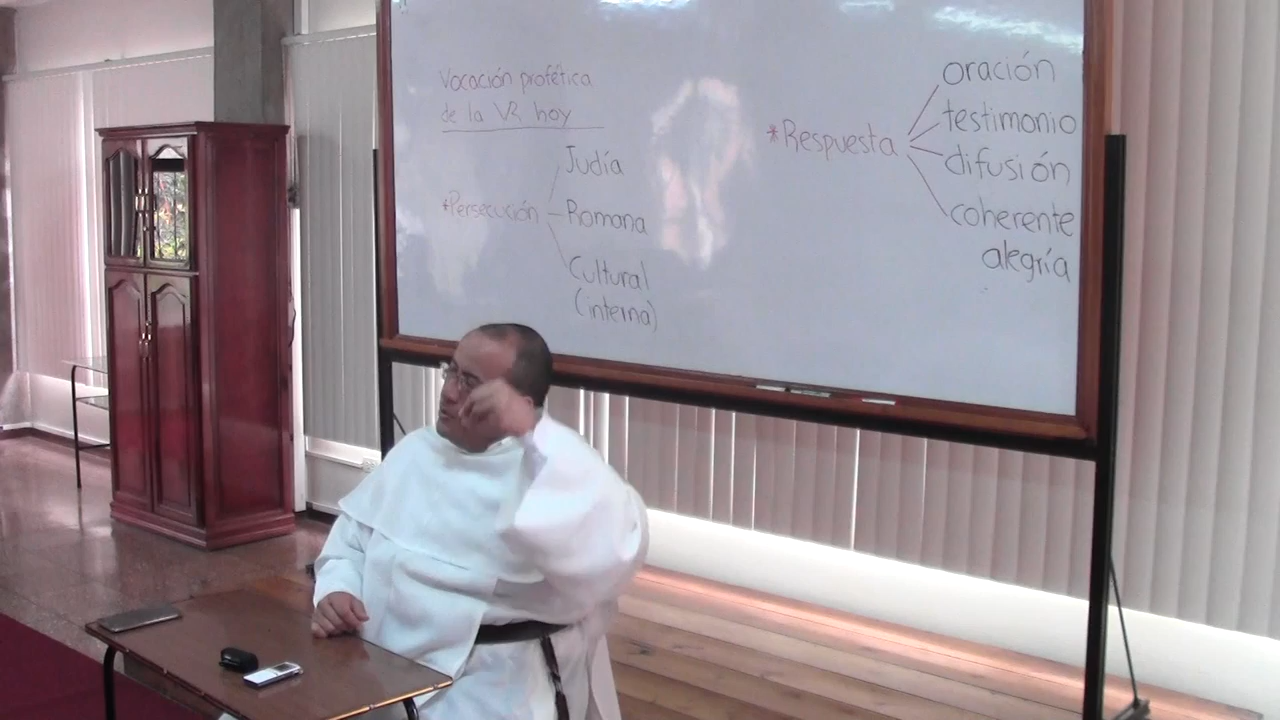 Vocación profética
de la VR hoy
*Persecución
Judía
Romana
Cultural
(interna)
*Respuesta
oración
testimonio
difusión
coherente
alegría